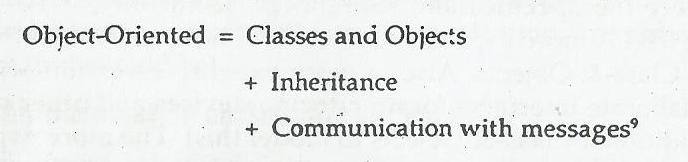 Object-Oriented = Classes and Objects
+ Inheritance
+ Communication with messages⁹